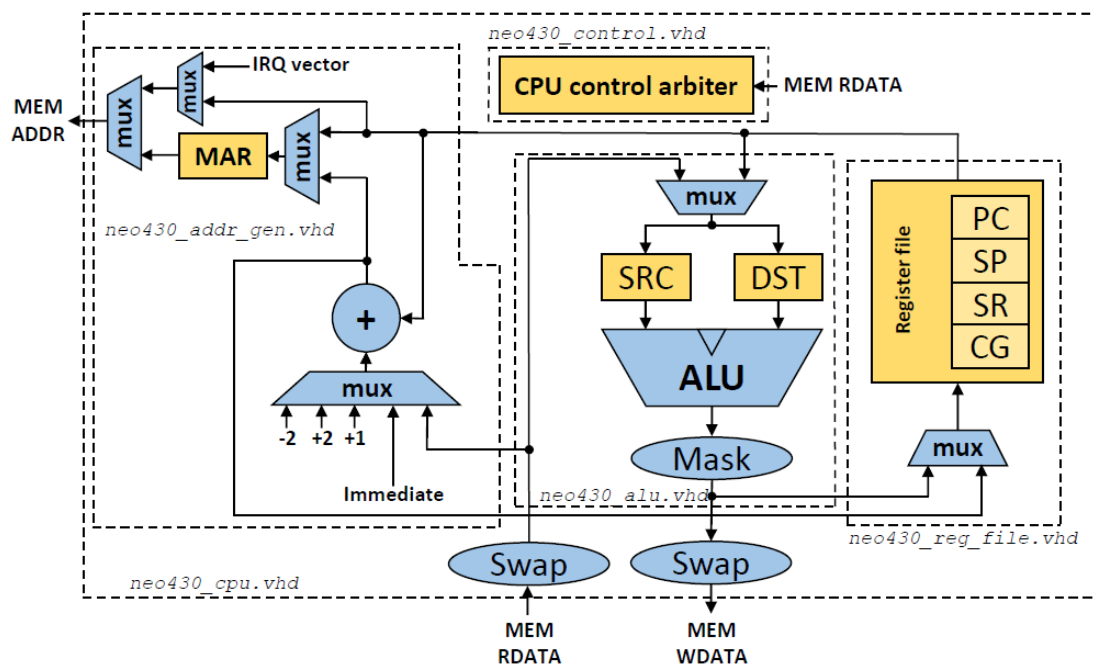 neo430_control.vhd
CPU control arbiter
MEM RDATA
IRQ vector
mux
mux
MEM
ADDR
MAR
mux
neo430_addr_gen.vhd
mux
SRC
DST
Register file
PC
SP
SR
CG
+
ALU
mux
-2
+2
+1
Immediate
Mask
mux
neo430_alu.vhd
neo430_reg_file.vhd
Swap
Swap
neo430_cpu.vhd
MEM
RDATA
MEM
WDATA